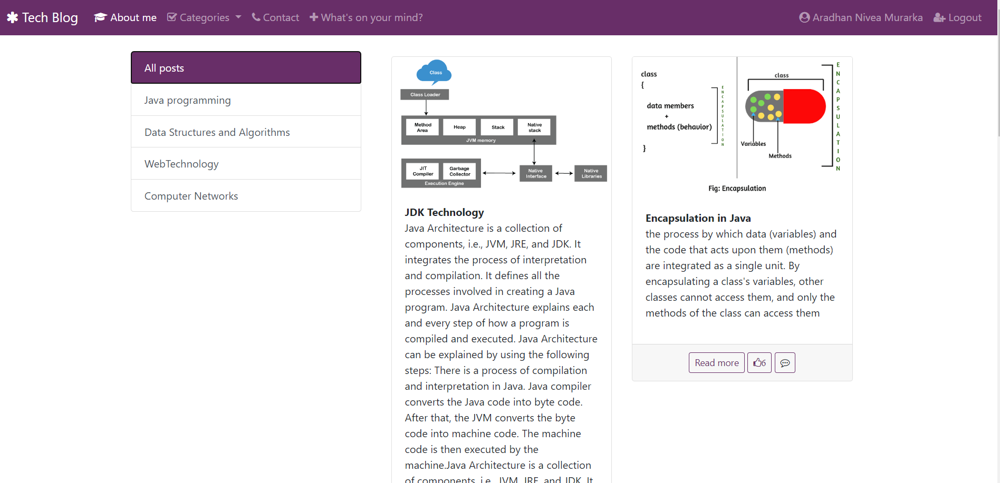 Tech Blog About me Categories Contact What's on your mind? Aradhan Nivea Murarka Logout
All posts
Java programming
Data Structures and Algorithms
WebTechnology
Computer Networks
Class
Class Loader
Method Area
Heap
Stack
Native stack
JVM memory
JIT Compiler
Garbage Collector
Execution Engine
Native Interface
Native Libraries
JDK Technology
Java Architecture is a collection of
components, i.e., JVM, JRE, and JDK. It
integrates the process of interpretation
and compilation. It defines all the
processes involved in creating a Java
program. Java Architecture explains each
and every step of how a program is
compiled and executed. Java Architecture
can be explained by using the following
steps: There is a process of compilation
and interpretation in Java. Java compiler
converts the Java code into byte code.
After that, the JVM converts the byte
code into machine code. The machine
code is then executed by the
machine.Java Architecture is a collection
of components, i.e., JVM, JRE, and JDK. It
class
{
data members
+
methods (behavior)
}
ENCAPSULATION
class
Variables
Methods
ENCAPSULATION
Fig: Encapsulation
Encapsulation in Java
the process by which data (variables) and
the code that acts upon them (methods)
are integrated as a single unit. By
encapsulating a class's variables, other
classes cannot access them, and only the
methods of the class can access them
Read more 6